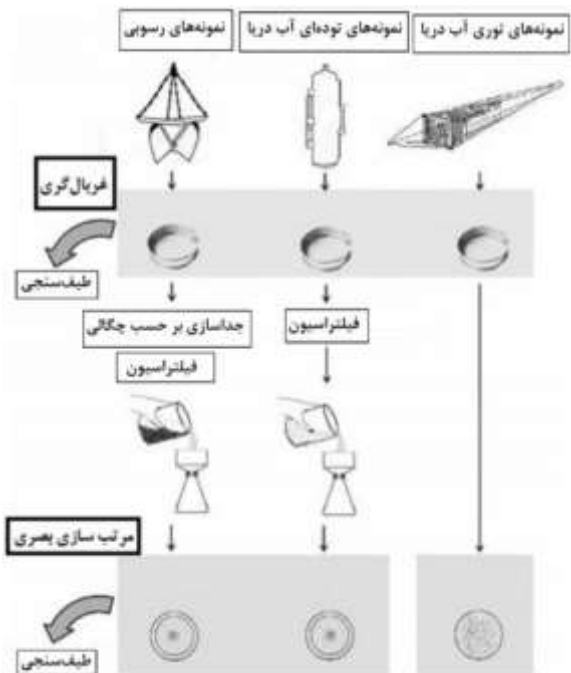 نمونه‌های توری آب دریا
نمونه‌های توده‌ای آب دریا
نمونه‌های رسوبی
غربال‌گری
طیف‌سنجی
فیلتراسیون
جداسازی بر حسب چگالی
فیلتراسیون
مرتب سازی بصری
طیف‌سنجی